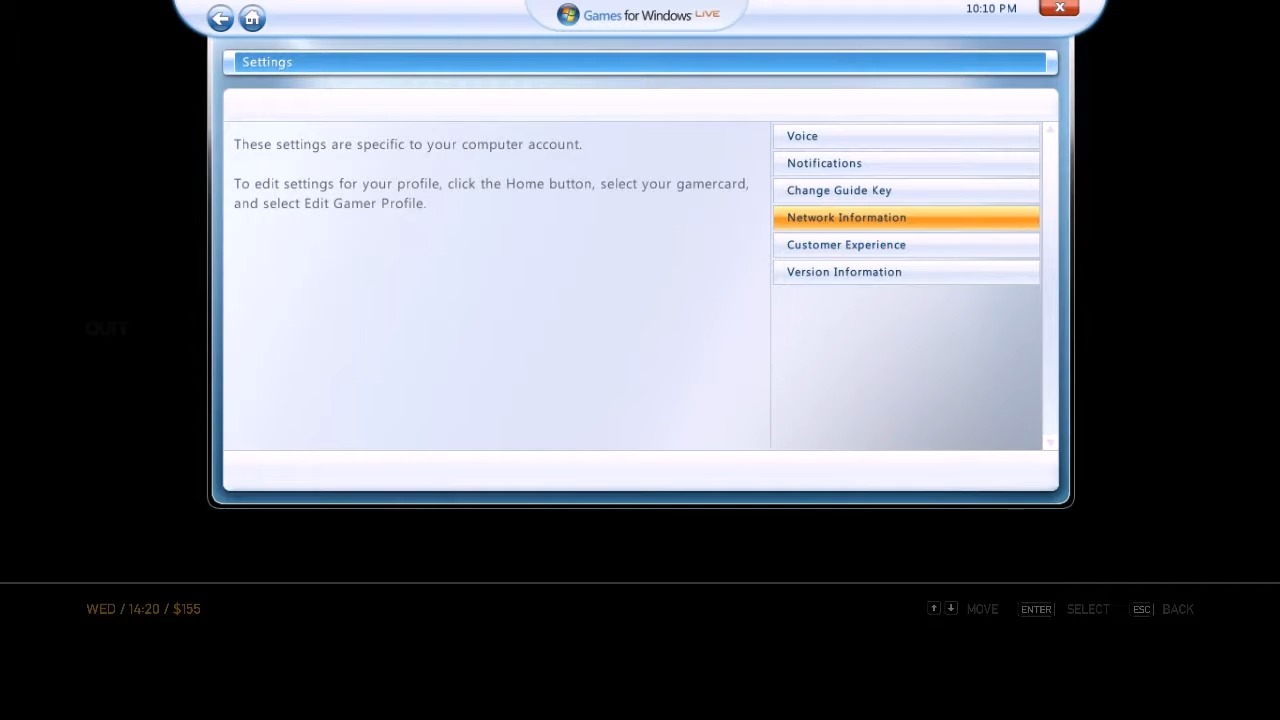 Games for Windows LIVE
10:10 PM
X
Settings
These settings are specific to your computer account.
To edit settings for your profile, click the Home button, select your gamercard,
and select Edit Gamer Profile.
Voice
Notifications
Change Guide Key
Network Information
Customer Experience
Version Information
QUIT
WED / 14:20 / $155
MOVE
ENTER SELECT
ESC BACK